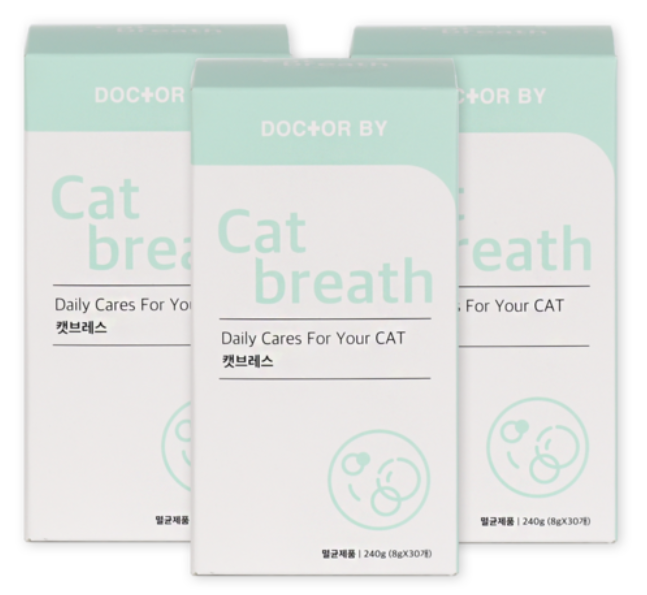 DOCTOR
Cat
brea
Daily Cares For You
캣브레스
멸균제품
DOCTOR BY
Cat
breath
Daily Cares For Your CAT
캣브레스
멸균제품 | 240g (8gX30개)
CTOR BY
reath
s For Your CAT
멸균제품 | 240g (8gX30개)